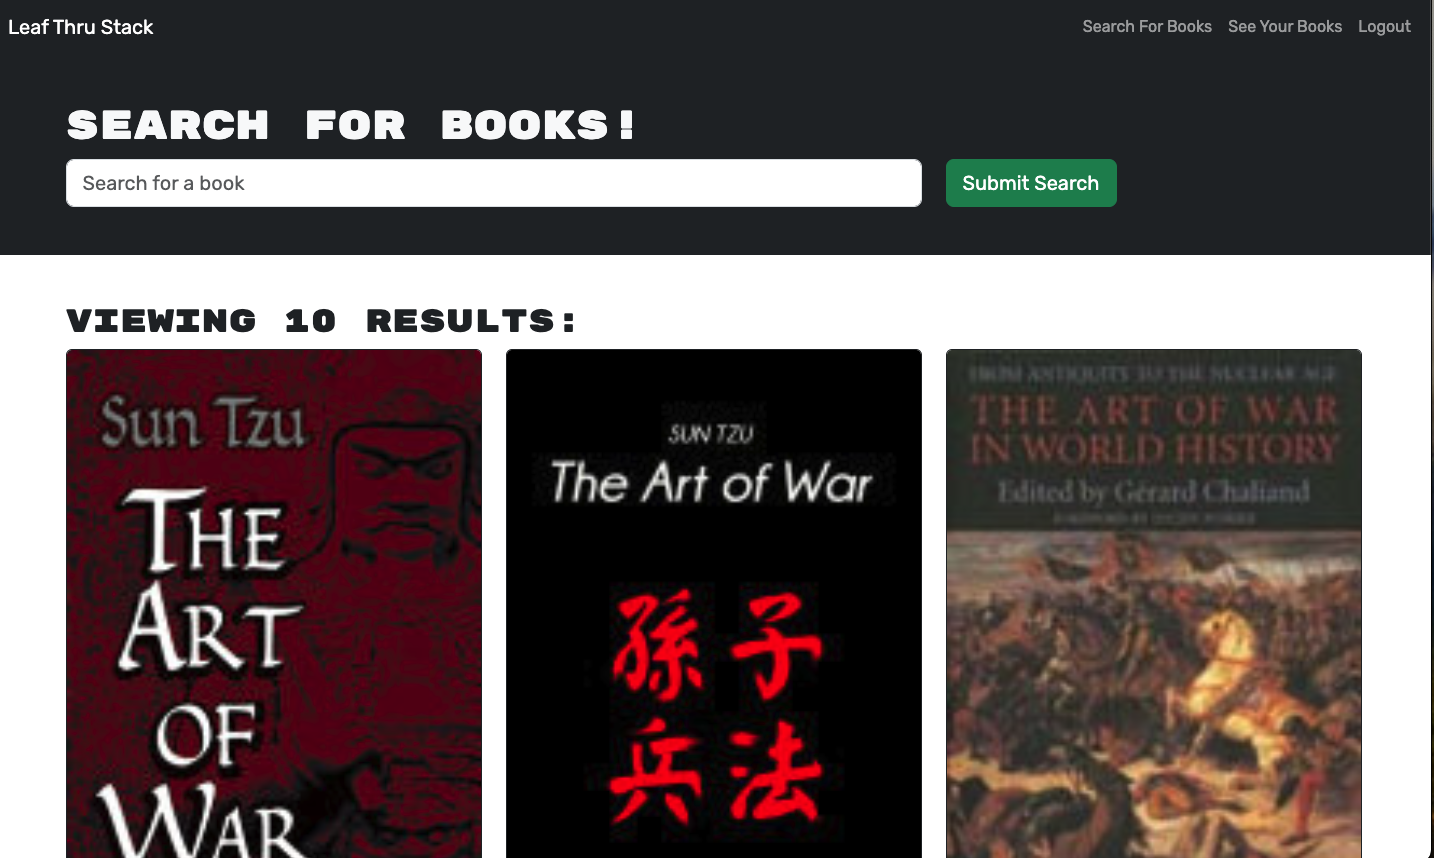 Leaf Thru Stack
Search For Books
See Your Books
Logout
SEARCH FOR BOOKS!
Search for a book
Submit Search
VIEWING 10 RESULTS:
Sun Tzu
THE
ART
OF
WAR
SUN TZU
The Art of War
孫子
兵法
FROM ANTIQUITY TO THE NUCLEAR AGE
THE ART OF WAR
IN WORLD HISTORY
Edited by Gérard Chaliand